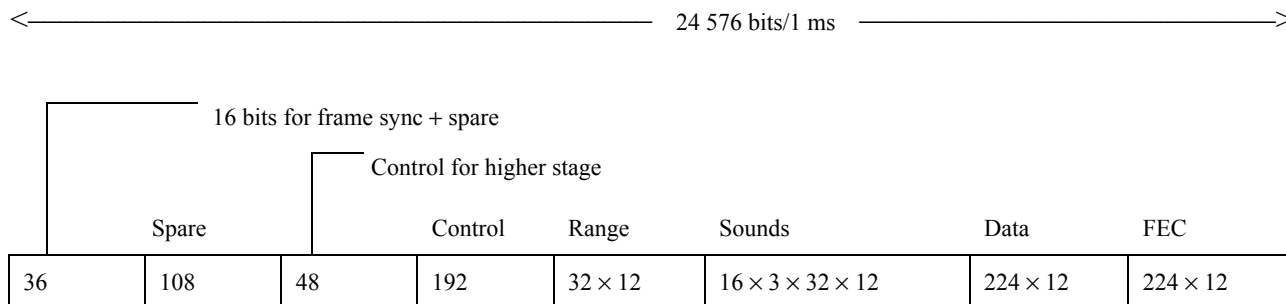 24 576 bits/1 ms
16 bits for frame sync + spare
Control for higher stage
Spare Control Range Sounds Data FEC
36 108 48 192 32 × 12 16 × 3 × 32 × 12 224 × 12 224 × 12